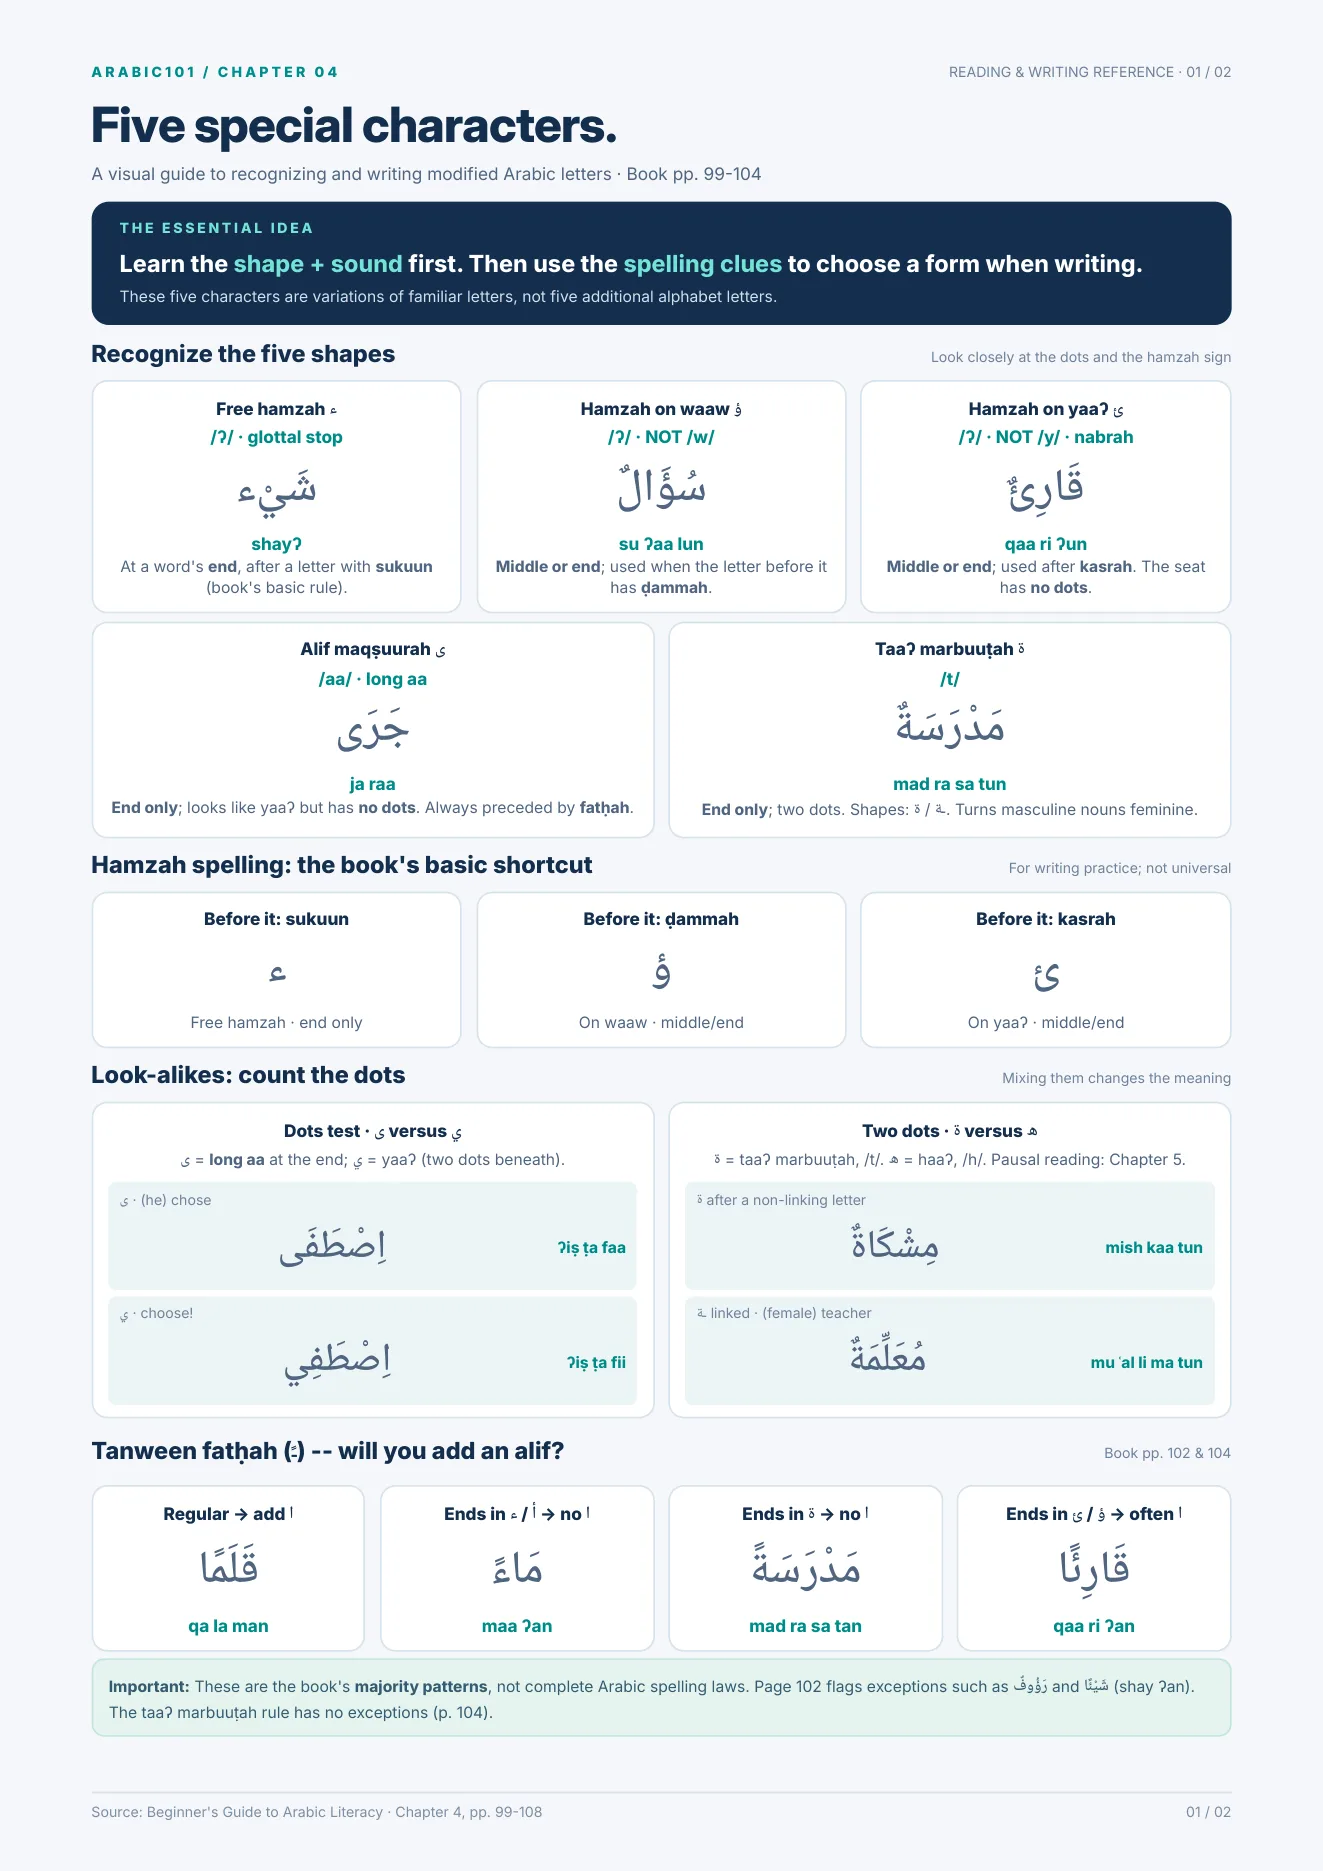 ARABIC101 / CHAPTER 04
READING & WRITING REFERENCE · 01 / 02
Five special characters.
A visual guide to recognizing and writing modified Arabic letters · Book pp. 99-104
THE ESSENTIAL IDEA
Learn the shape + sound first. Then use the spelling clues to choose a form when writing.
These five characters are variations of familiar letters, not five additional alphabet letters.
Recognize the five shapes
Look closely at the dots and the hamzah sign
Free hamzah ء
/ʔ/ · glottal stop
شَيْء
shayʔ
At a word's end, after a letter with sukuun
(book's basic rule).
Hamzah on waaw ؤ
/ʔ/ · NOT /w/
سُؤَالٌ
su ʔaa lun
Middle or end; used when the letter before it
has ḍammah.
Hamzah on yaaʔ ئ
/ʔ/ · NOT /y/ · nabrah
قَارِئٌ
qaa ri ʔun
Middle or end; used after kasrah. The seat
has no dots.
Alif maqṣuurah ى
/aa/ · long aa
جَرَى
ja raa
End only; looks like yaaʔ but has no dots. Always preceded by fatḥah.
Taaʔ marbuuṭah ة
/t/
مَدْرَسَةٌ
mad ra sa tun
End only; two dots. Shapes: ة / ـة. Turns masculine nouns feminine.
Hamzah spelling: the book's basic shortcut
For writing practice; not universal
Before it: sukuun
ء
Free hamzah · end only
Before it: ḍammah
ؤ
On waaw · middle/end
Before it: kasrah
ئ
On yaaʔ · middle/end
Look-alikes: count the dots
Mixing them changes the meaning
Dots test · ى versus ي
ى = long aa at the end; ي = yaaʔ (two dots beneath).
ى · (he) chose
اِصْطَفَى
ʔiṣ ṭa faa
ي · choose!
اِصْطَفِي
ʔiṣ ṭa fii
Two dots · ة versus ه
ة = taaʔ marbuuṭah, /t/. ه = haaʔ, /h/. Pausal reading: Chapter 5.
ة after a non-linking letter
مِشْكَاةٌ
mish kaa tun
ـة linked · (female) teacher
مُعَلِّمَةٌ
mu ʿal li ma tun
Tanween fatḥah (ـً) -- will you add an alif?
Book pp. 102 & 104
Regular → add ا
قَلَمًا
qa la man
Ends in ء / أ → no ا
مَاءً
maa ʔan
Ends in ة → no ا
مَدْرَسَةً
mad ra sa tan
Ends in ئ / ؤ → often ا
قَارِئًا
qaa ri ʔan
Important: These are the book's majority patterns, not complete Arabic spelling laws. Page 102 flags exceptions such as رَؤُوفٌ and شَيْئًا (shay ʔan).
The taaʔ marbuuṭah rule has no exceptions (p. 104).
Source: Beginner's Guide to Arabic Literacy · Chapter 4, pp. 99-108
01 / 02